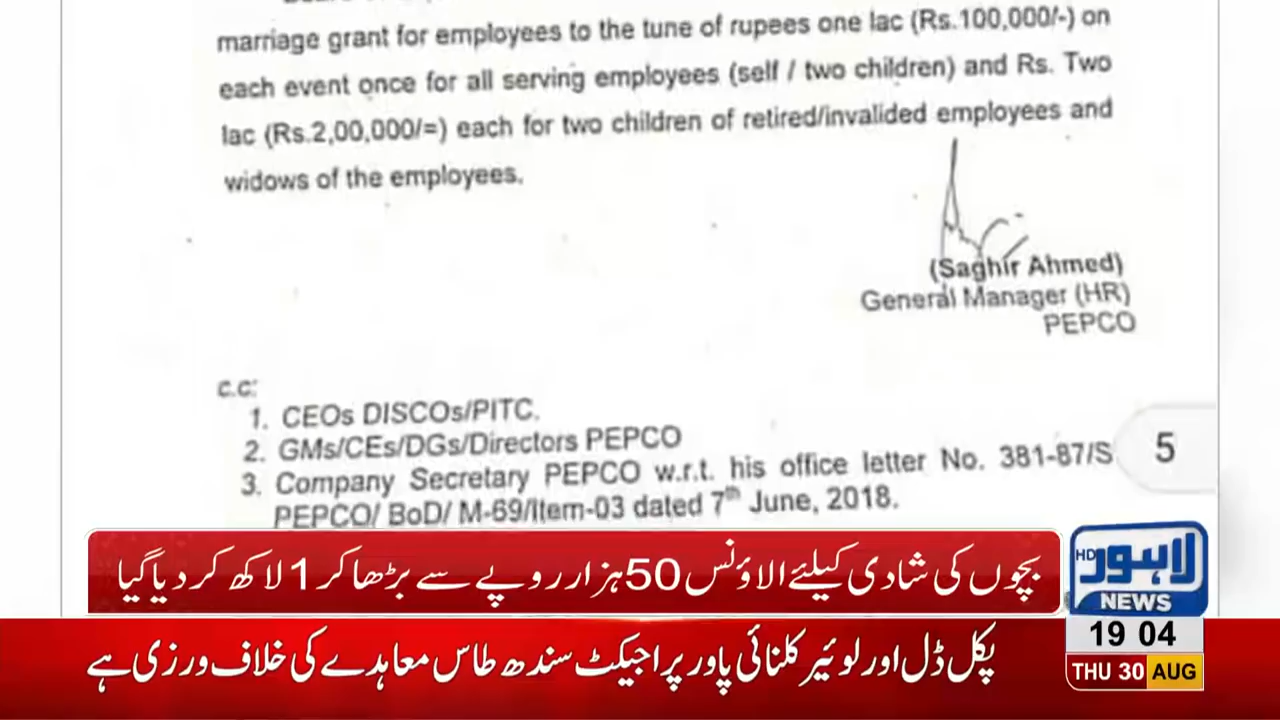 marriage grant for employees to the tune of rupees one lac (Rs.100,000/-) on
each event once for all serving employees (self / two children) and Rs. Two
lac (Rs.2,00,000/=) each for two children of retired/invalided employees and
widows of the employees.
(Saghir Ahmed)
General Manager (HR)
PEPCO
c.c:
1. CEOs DISCOs/PITC.
2. GMs/CEs/DGs/Directors PEPCO
3. Company Secretary PEPCO w.r.t. his office letter No. 381-87/S
PEPCO/ BoD/ M-69/Item-03 dated 7th June, 2018.
5
بچوں کی شادی کیلئے الاؤنس 50 ہزار روپے سے بڑھا کر 1 لاکھ کر دیا گیا
لاہور HD
NEWS
19 04
THU 30 AUG
پکل ڈل اور لوئیر کلنائی پاور پراجیکٹ سندھ طاس معاہدے کی خلاف ورزی ہے